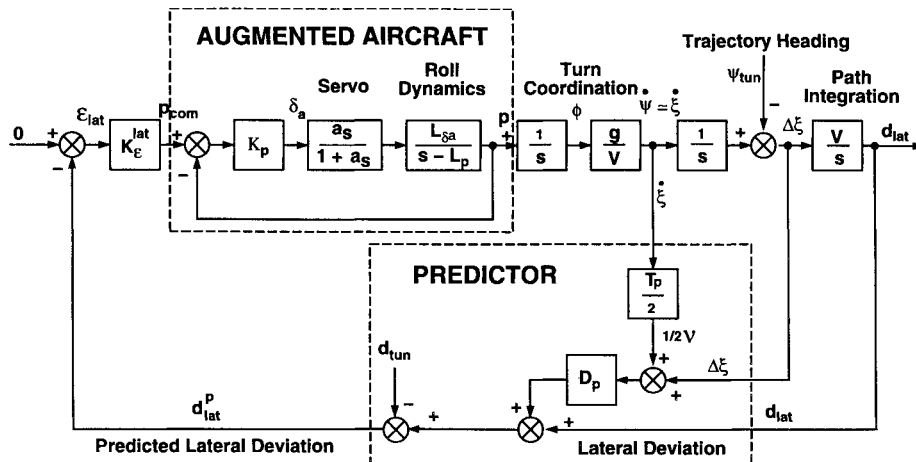 AUGMENTED AIRCRAFT
Trajectory Heading
Servo
Roll
Dynamics
Turn
Coordination
Path
Integration
0
+
−
ε_lat
K_ε^lat
p_com
+
−
K_p
δ_a
a_s
1 + a_s
L_δa
s − L_p
p
+
1
s
ϕ
g
V
ψ̇ ≃ ξ̇
1
s
+
ψ_tun
−
Δξ
V
s
d_lat
ξ̇
PREDICTOR
T_p
2
1/2 V
+
+
Δξ
D_p
d_tun
−
+
+
+
d_lat
d_lat^p
Predicted Lateral Deviation
Lateral Deviation